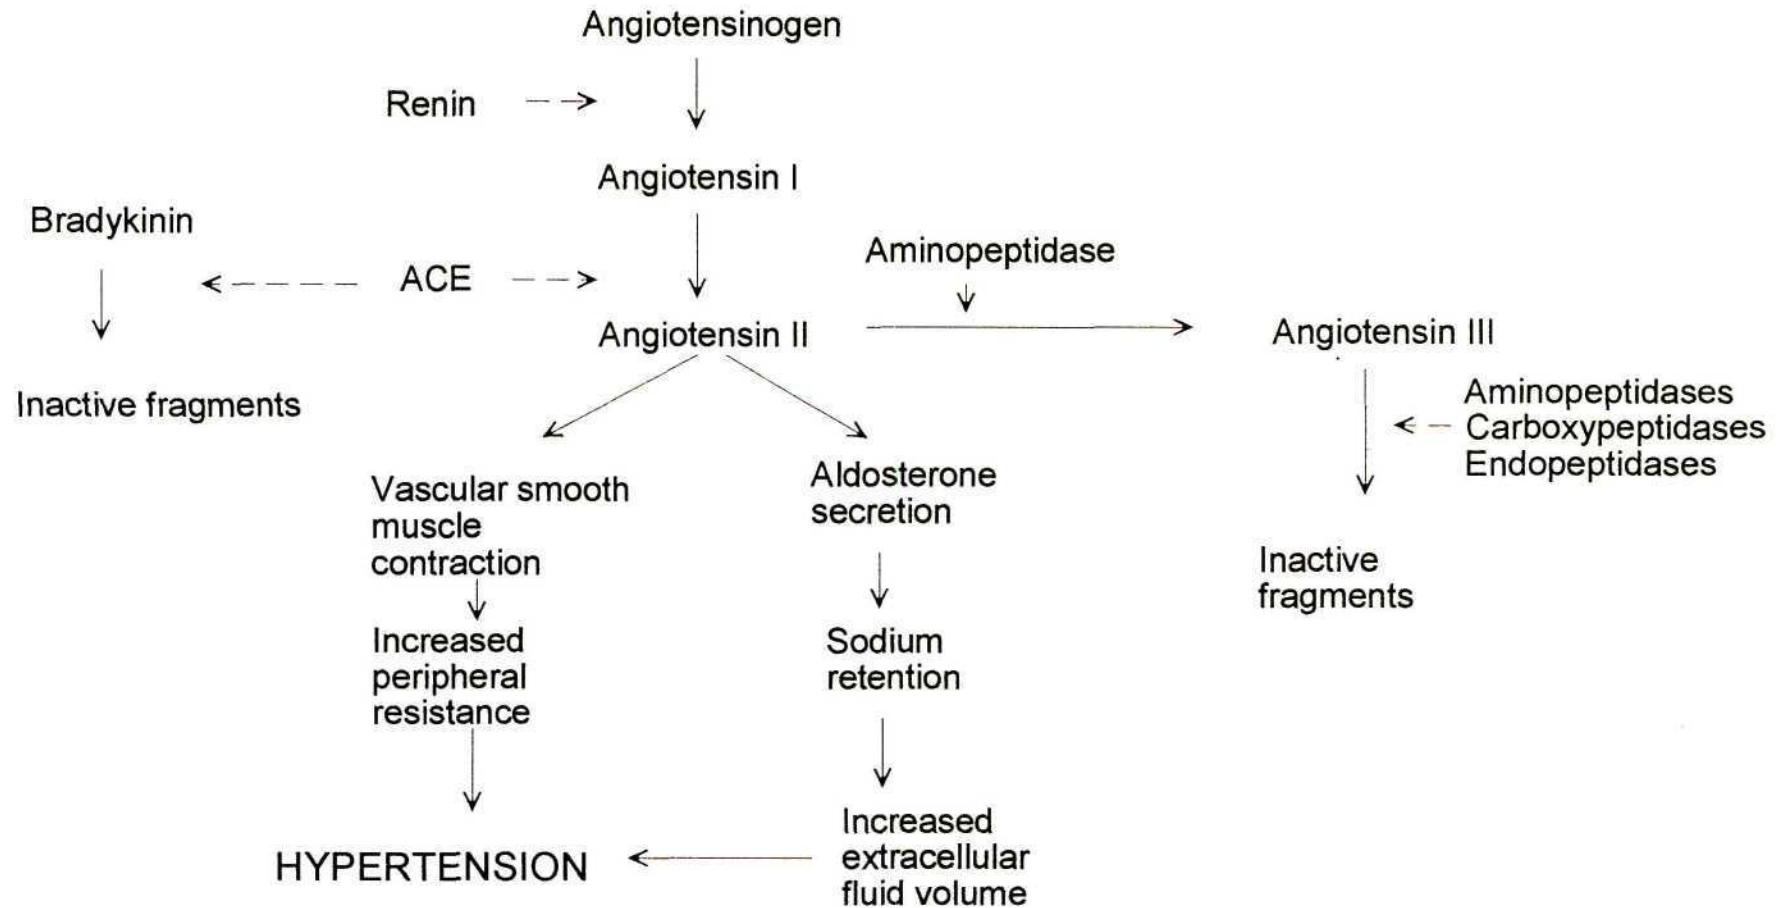 Angiotensinogen
Renin
Angiotensin I
Bradykinin
Aminopeptidase
ACE
Angiotensin II
Angiotensin III
Inactive fragments
Aminopeptidases
Carboxypeptidases
Endopeptidases
Vascular smooth
muscle
contraction
Aldosterone
secretion
Inactive
fragments
Increased
peripheral
resistance
Sodium
retention
Increased
extracellular
fluid volume
HYPERTENSION